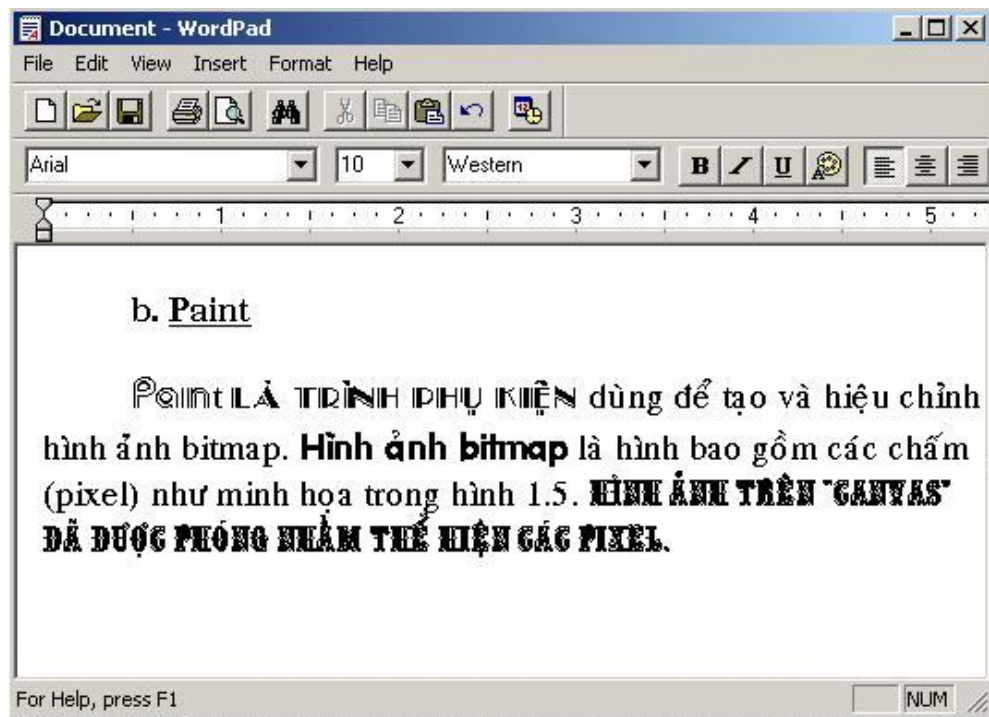 Document - WordPad
File Edit View Insert Format Help
Arial 10 Western B / U
1 2 3 4 5
b. Paint
Paint LÀ TRÌNH PHỤ KIỆN dùng để tạo và hiệu chỉnh
hình ảnh bitmap. Hình ảnh bitmap là hình bao gồm các chấm
(pixel) như minh họa trong hình 1.5. HÌNH ẢNH TRÊN "CANVAS"
ĐÃ ĐƯỢC PHÓNG NHẰM THỂ HIỆN CÁC PIXEL.
For Help, press F1 NUM